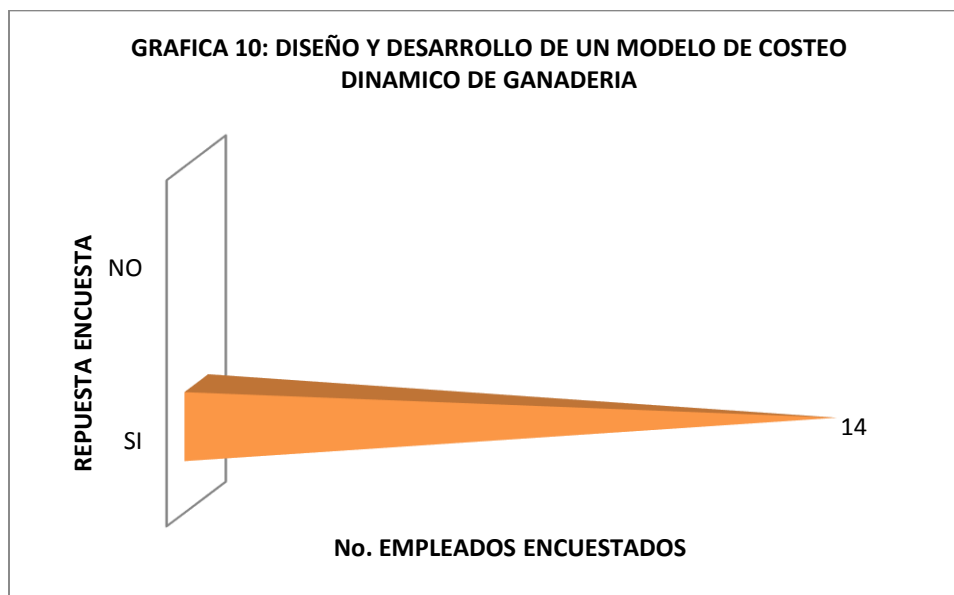 GRAFICA 10: DISEÑO Y DESARROLLO DE UN MODELO DE COSTEO
DINAMICO DE GANADERIA
REPUESTA ENCUESTA
NO
SI
14
No. EMPLEADOS ENCUESTADOS